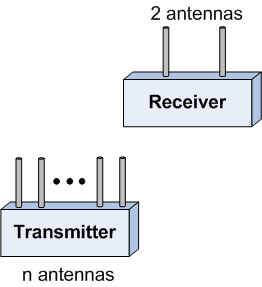 2 antennas
Receiver
Transmitter
n antennas